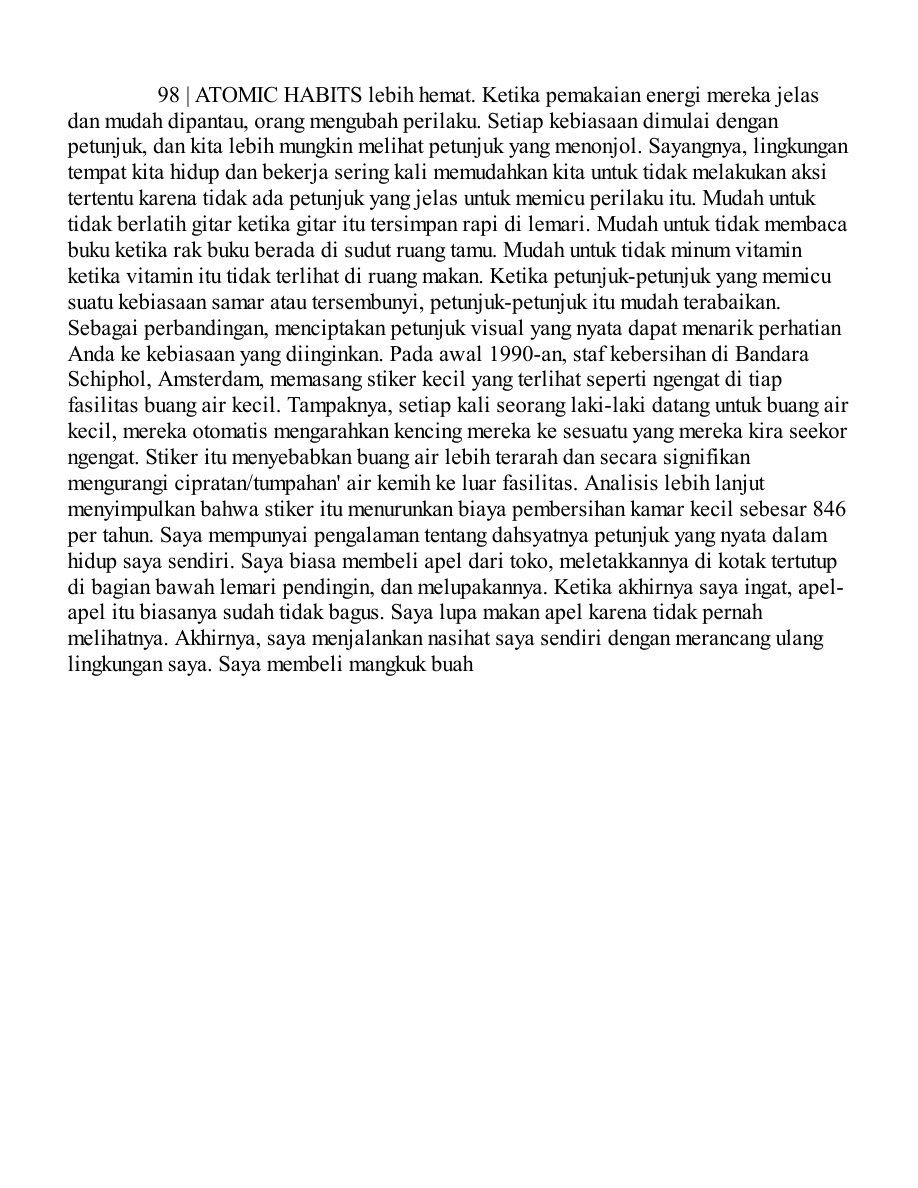 98 | ATOMIC HABITS lebih hemat. Ketika pemakaian energi mereka jelas
dan mudah dipantau, orang mengubah perilaku. Setiap kebiasaan dimulai dengan
petunjuk, dan kita lebih mungkin melihat petunjuk yang menonjol. Sayangnya, lingkungan
tempat kita hidup dan bekerja sering kali memudahkan kita untuk tidak melakukan aksi
tertentu karena tidak ada petunjuk yang jelas untuk memicu perilaku itu. Mudah untuk
tidak berlatih gitar ketika gitar itu tersimpan rapi di lemari. Mudah untuk tidak membaca
buku ketika rak buku berada di sudut ruang tamu. Mudah untuk tidak minum vitamin
ketika vitamin itu tidak terlihat di ruang makan. Ketika petunjuk-petunjuk yang memicu
suatu kebiasaan samar atau tersembunyi, petunjuk-petunjuk itu mudah terabaikan.
Sebagai perbandingan, menciptakan petunjuk visual yang nyata dapat menarik perhatian
Anda ke kebiasaan yang diinginkan. Pada awal 1990-an, staf kebersihan di Bandara
Schiphol, Amsterdam, memasang stiker kecil yang terlihat seperti ngengat di tiap
fasilitas buang air kecil. Tampaknya, setiap kali seorang laki-laki datang untuk buang air
kecil, mereka otomatis mengarahkan kencing mereka ke sesuatu yang mereka kira seekor
ngengat. Stiker itu menyebabkan buang air lebih terarah dan secara signifikan
mengurangi cipratan/tumpahan' air kemih ke luar fasilitas. Analisis lebih lanjut
menyimpulkan bahwa stiker itu menurunkan biaya pembersihan kamar kecil sebesar 846
per tahun. Saya mempunyai pengalaman tentang dahsyatnya petunjuk yang nyata dalam
hidup saya sendiri. Saya biasa membeli apel dari toko, meletakkannya di kotak tertutup
di bagian bawah lemari pendingin, dan melupakannya. Ketika akhirnya saya ingat, apel-
apel itu biasanya sudah tidak bagus. Saya lupa makan apel karena tidak pernah
melihatnya. Akhirnya, saya menjalankan nasihat saya sendiri dengan merancang ulang
lingkungan saya. Saya membeli mangkuk buah